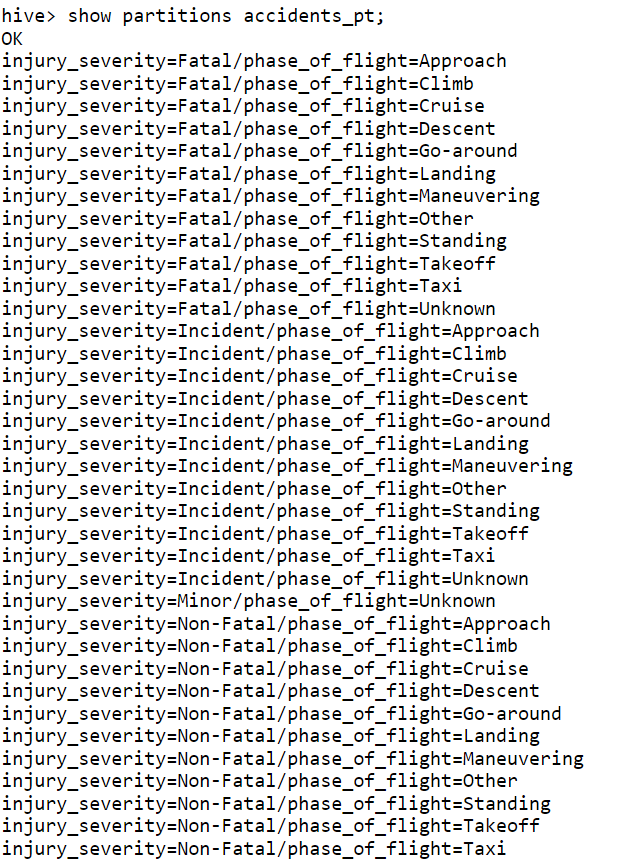 hive> show partitions accidents_pt;
OK
injury_severity=Fatal/phase_of_flight=Approach
injury_severity=Fatal/phase_of_flight=Climb
injury_severity=Fatal/phase_of_flight=Cruise
injury_severity=Fatal/phase_of_flight=Descent
injury_severity=Fatal/phase_of_flight=Go-around
injury_severity=Fatal/phase_of_flight=Landing
injury_severity=Fatal/phase_of_flight=Maneuvering
injury_severity=Fatal/phase_of_flight=Other
injury_severity=Fatal/phase_of_flight=Standing
injury_severity=Fatal/phase_of_flight=Takeoff
injury_severity=Fatal/phase_of_flight=Taxi
injury_severity=Fatal/phase_of_flight=Unknown
injury_severity=Incident/phase_of_flight=Approach
injury_severity=Incident/phase_of_flight=Climb
injury_severity=Incident/phase_of_flight=Cruise
injury_severity=Incident/phase_of_flight=Descent
injury_severity=Incident/phase_of_flight=Go-around
injury_severity=Incident/phase_of_flight=Landing
injury_severity=Incident/phase_of_flight=Maneuvering
injury_severity=Incident/phase_of_flight=Other
injury_severity=Incident/phase_of_flight=Standing
injury_severity=Incident/phase_of_flight=Takeoff
injury_severity=Incident/phase_of_flight=Taxi
injury_severity=Incident/phase_of_flight=Unknown
injury_severity=Minor/phase_of_flight=Unknown
injury_severity=Non-Fatal/phase_of_flight=Approach
injury_severity=Non-Fatal/phase_of_flight=Climb
injury_severity=Non-Fatal/phase_of_flight=Cruise
injury_severity=Non-Fatal/phase_of_flight=Descent
injury_severity=Non-Fatal/phase_of_flight=Go-around
injury_severity=Non-Fatal/phase_of_flight=Landing
injury_severity=Non-Fatal/phase_of_flight=Maneuvering
injury_severity=Non-Fatal/phase_of_flight=Other
injury_severity=Non-Fatal/phase_of_flight=Standing
injury_severity=Non-Fatal/phase_of_flight=Takeoff
injury_severity=Non-Fatal/phase_of_flight=Taxi